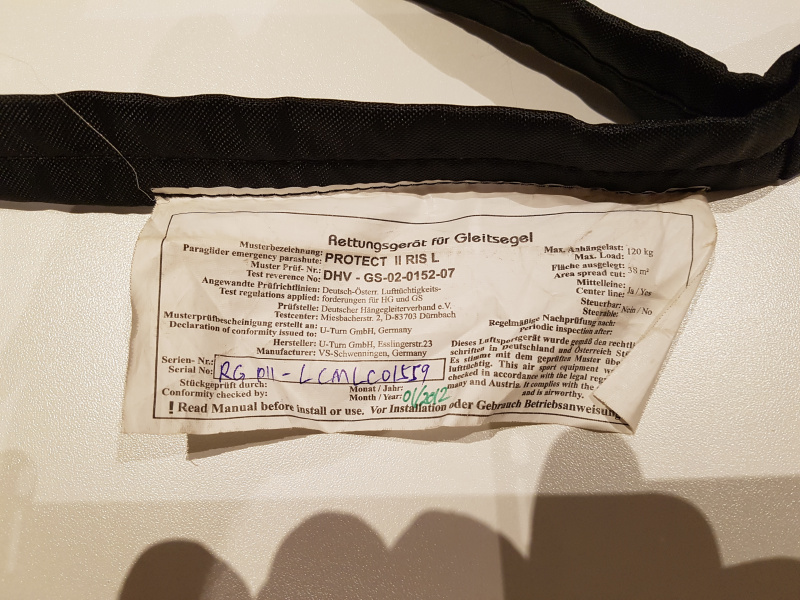 Rettungsgerät für Gleitsegel
Musterbezeichnung:
Paraglider emergency parashute: PROTECT II RIS L
Muster Prüf- Nr.:
Test reverence No: DHV - GS-02-0152-07
Angewandte Prüfrichtlinien: Deutsch-Österr. Lufttüchtigkeits-
Test regulations applied: forderungen für HG und GS
Prüfstelle: Deutscher Hängegleiterverband e.V.
Testcenter: Miesbacherstr. 2, D-83703 Dürnbach
Musterprüfbescheinigung erstellt an:
Declaration of conformity issued to: U-Turn GmbH, Germany
Hersteller: U-Turn GmbH, Esslingerstr.23
Manufacturer: VS-Schwenningen, Germany
Serien- Nr.:
Serial No:
Stückgeprüft durch:
Conformity checked by:
Monat / Jahr:
Month / Year: 01/2012
Max. Anhängelast: 120 kg
Max. Load:
Fläche ausgelegt: 38 m²
Area spread cut:
Mittelleine:
Center line: Ja / Yes
Steuerbar: Nein / No
Steerable:
Regelmäßige Nachprüfung nach:
Periodic inspection after:
Dieses Luftsportgerät wurde gemäß den rechtli
schriften in Deutschland und Österreich St
Es stimmt mit dem geprüften Muster über
lufttüchtig. This air sport equipment w
checked in accordance with the legal reg
many and Austria. It complies with the
and is airworthy.
! Read Manual before install or use. Vor Installation oder Gebrauch Betriebsanweisung